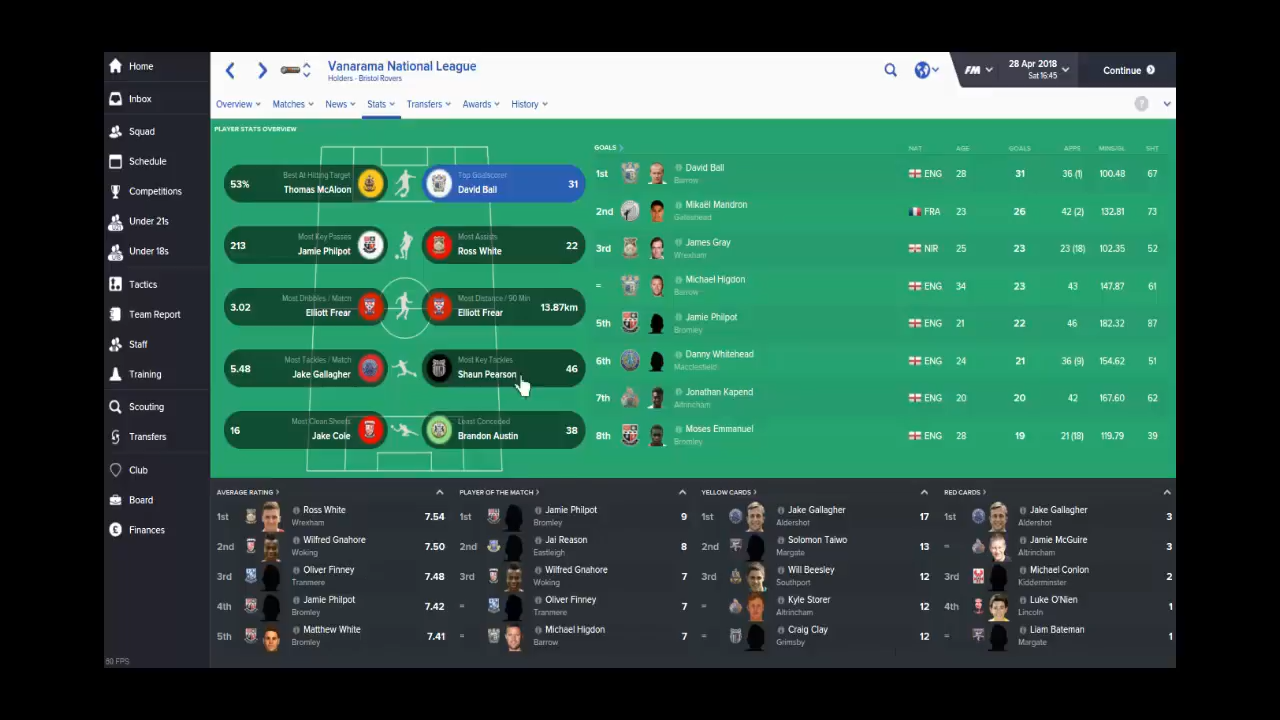 Home
Inbox
Squad
Schedule
Competitions
Under 21s
Under 18s
Tactics
Team Report
Staff
Training
Scouting
Transfers
Club
Board
Finances
80 FPS
Vanarama National League
Holders - Bristol Rovers
FM
28 Apr 2018
Sat 16:45
Continue
Overview Matches News Stats Transfers Awards History
?
PLAYER STATS OVERVIEW
53% Best At Hitting Target Thomas McAloon
Top Goalscorer David Ball 31
213 Most Key Passes Jamie Philpot
Most Assists Ross White 22
3.02 Most Dribbles / Match Elliott Frear
Most Distance / 90 Min Elliott Frear 13.87km
5.48 Most Tackles / Match Jake Gallagher
Most Key Tackles Shaun Pearson 46
16 Most Clean Sheets Jake Cole
Least Conceded Brandon Austin 38
GOALS NAT AGE GOALS APPS MINS/GL SHT
1st David Ball Barrow ENG 28 31 36 (1) 100.48 67
2nd Mikaël Mandron Gateshead FRA 23 26 42 (2) 132.81 73
3rd James Gray Wrexham NIR 25 23 23 (18) 102.35 52
= Michael Higdon Barrow ENG 34 23 43 147.87 61
5th Jamie Philpot Bromley ENG 21 22 46 182.32 87
6th Danny Whitehead Macclesfield ENG 24 21 36 (9) 154.62 51
7th Jonathan Kapend Altrincham ENG 20 20 42 167.60 62
8th Moses Emmanuel Bromley ENG 28 19 21 (18) 119.79 39
AVERAGE RATING
1st Ross White Wrexham 7.54
2nd Wilfred Gnahore Woking 7.50
3rd Oliver Finney Tranmere 7.48
4th Jamie Philpot Bromley 7.42
5th Matthew White Bromley 7.41
PLAYER OF THE MATCH
1st Jamie Philpot Bromley 9
2nd Jai Reason Eastleigh 8
3rd Wilfred Gnahore Woking 7
= Oliver Finney Tranmere 7
= Michael Higdon Barrow 7
YELLOW CARDS
1st Jake Gallagher Aldershot 17
2nd Solomon Taiwo Margate 13
3rd Will Beesley Southport 12
= Kyle Storer Altrincham 12
= Craig Clay Grimsby 12
RED CARDS
1st Jake Gallagher Aldershot 3
= Jamie McGuire Altrincham 3
3rd Michael Conlon Kidderminster 2
4th Luke O'Nien Lincoln 1
= Liam Bateman Margate 1